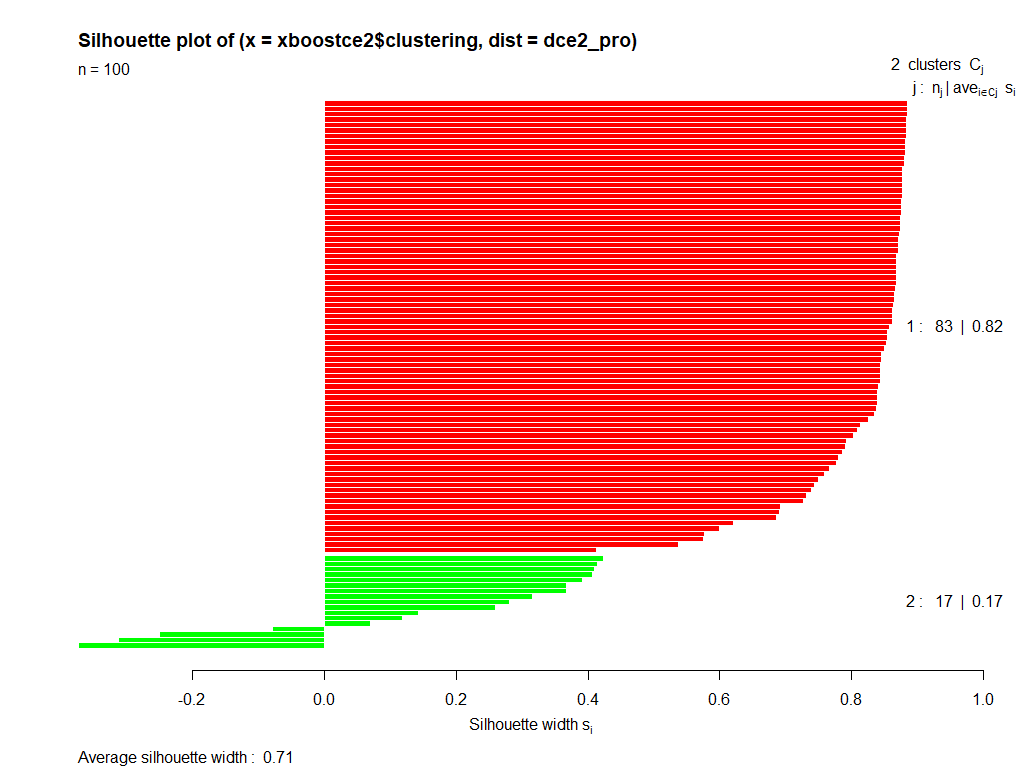 Silhouette plot of (x = xboostce2$clustering, dist = dce2_pro)
n = 100
2 clusters Cj
j : nj | avei∈Cj si
1 : 83 | 0.82
2 : 17 | 0.17
-0.2 0.0 0.2 0.4 0.6 0.8 1.0
Silhouette width si
Average silhouette width : 0.71